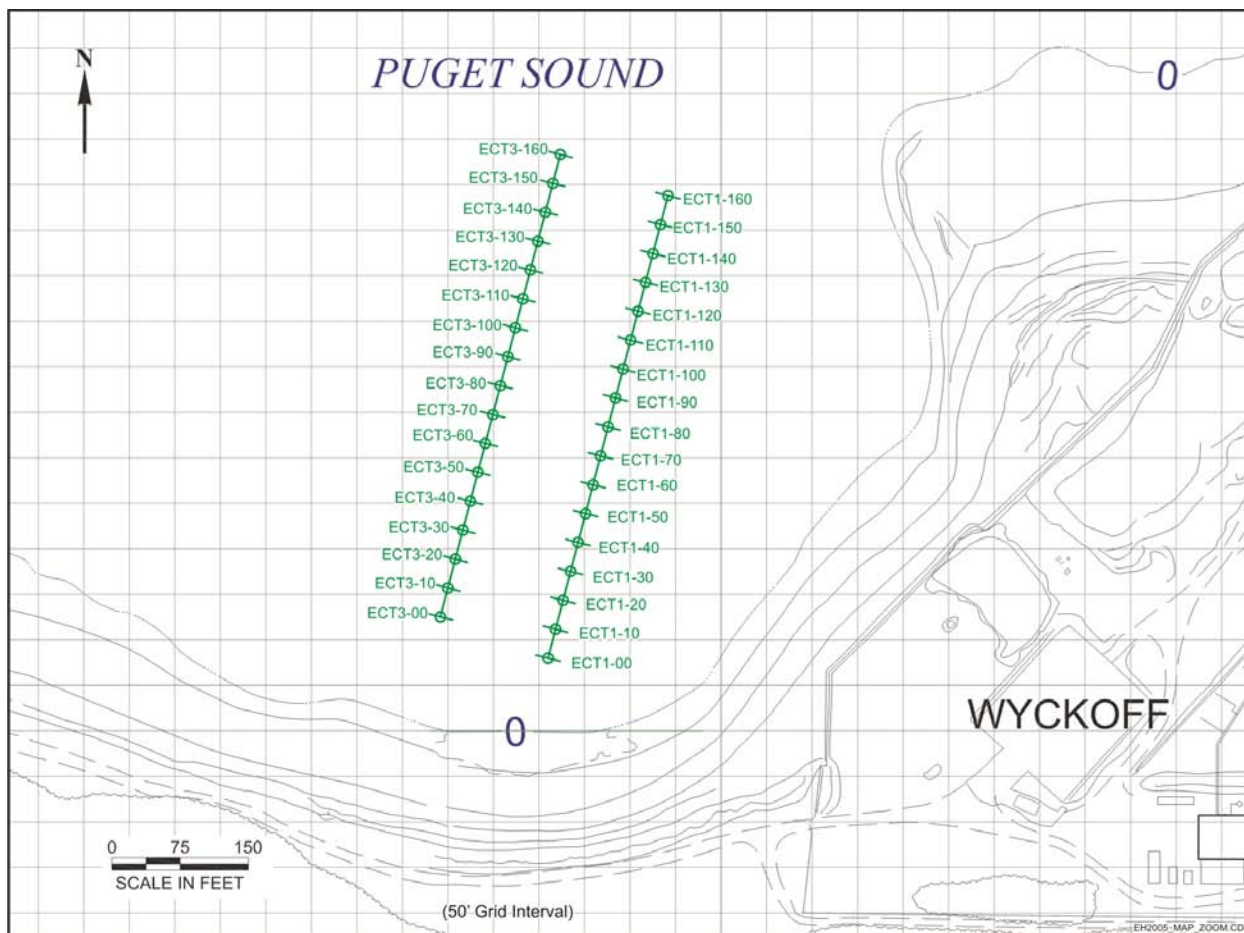 N
PUGET SOUND
0
ECT3-160
ECT3-150
ECT3-140
ECT3-130
ECT3-120
ECT3-110
ECT3-100
ECT3-90
ECT3-80
ECT3-70
ECT3-60
ECT3-50
ECT3-40
ECT3-30
ECT3-20
ECT3-10
ECT3-00
ECT1-160
ECT1-150
ECT1-140
ECT1-130
ECT1-120
ECT1-110
ECT1-100
ECT1-90
ECT1-80
ECT1-70
ECT1-60
ECT1-50
ECT1-40
ECT1-30
ECT1-20
ECT1-10
ECT1-00
WYCKOFF
0
0 75 150
SCALE IN FEET
(50' Grid Interval)
EH2005_MAP_ZOOM.CD